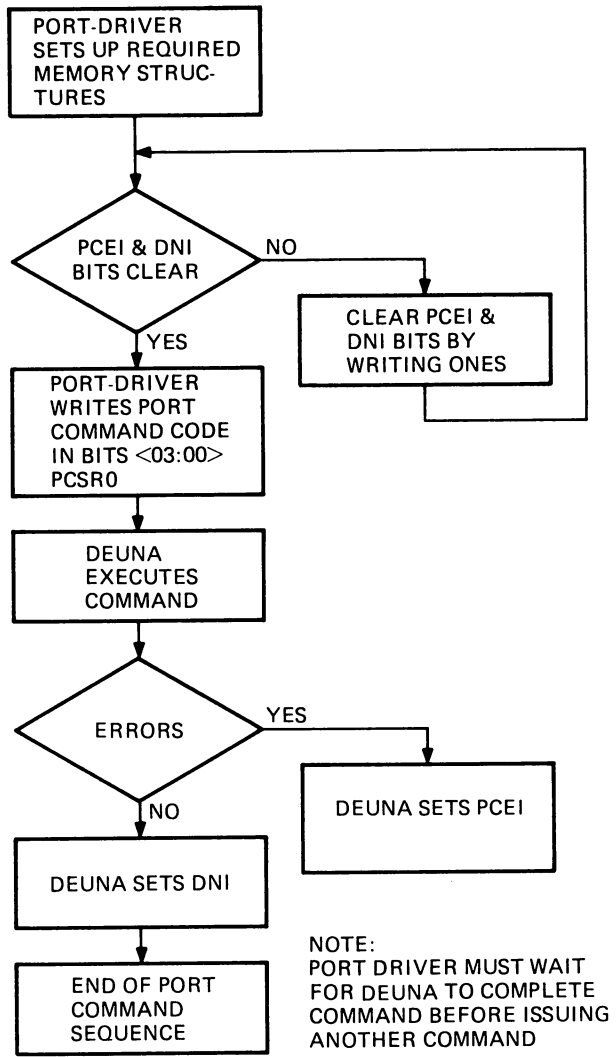 PORT-DRIVER
SETS UP REQUIRED
MEMORY STRUC-
TURES
PCEI & DNI
BITS CLEAR
NO
CLEAR PCEI &
DNI BITS BY
WRITING ONES
YES
PORT-DRIVER
WRITES PORT
COMMAND CODE
IN BITS <03:00>
PCSR0
DEUNA
EXECUTES
COMMAND
ERRORS
YES
DEUNA SETS PCEI
NO
DEUNA SETS DNI
END OF PORT
COMMAND
SEQUENCE
NOTE:
PORT DRIVER MUST WAIT
FOR DEUNA TO COMPLETE
COMMAND BEFORE ISSUING
ANOTHER COMMAND